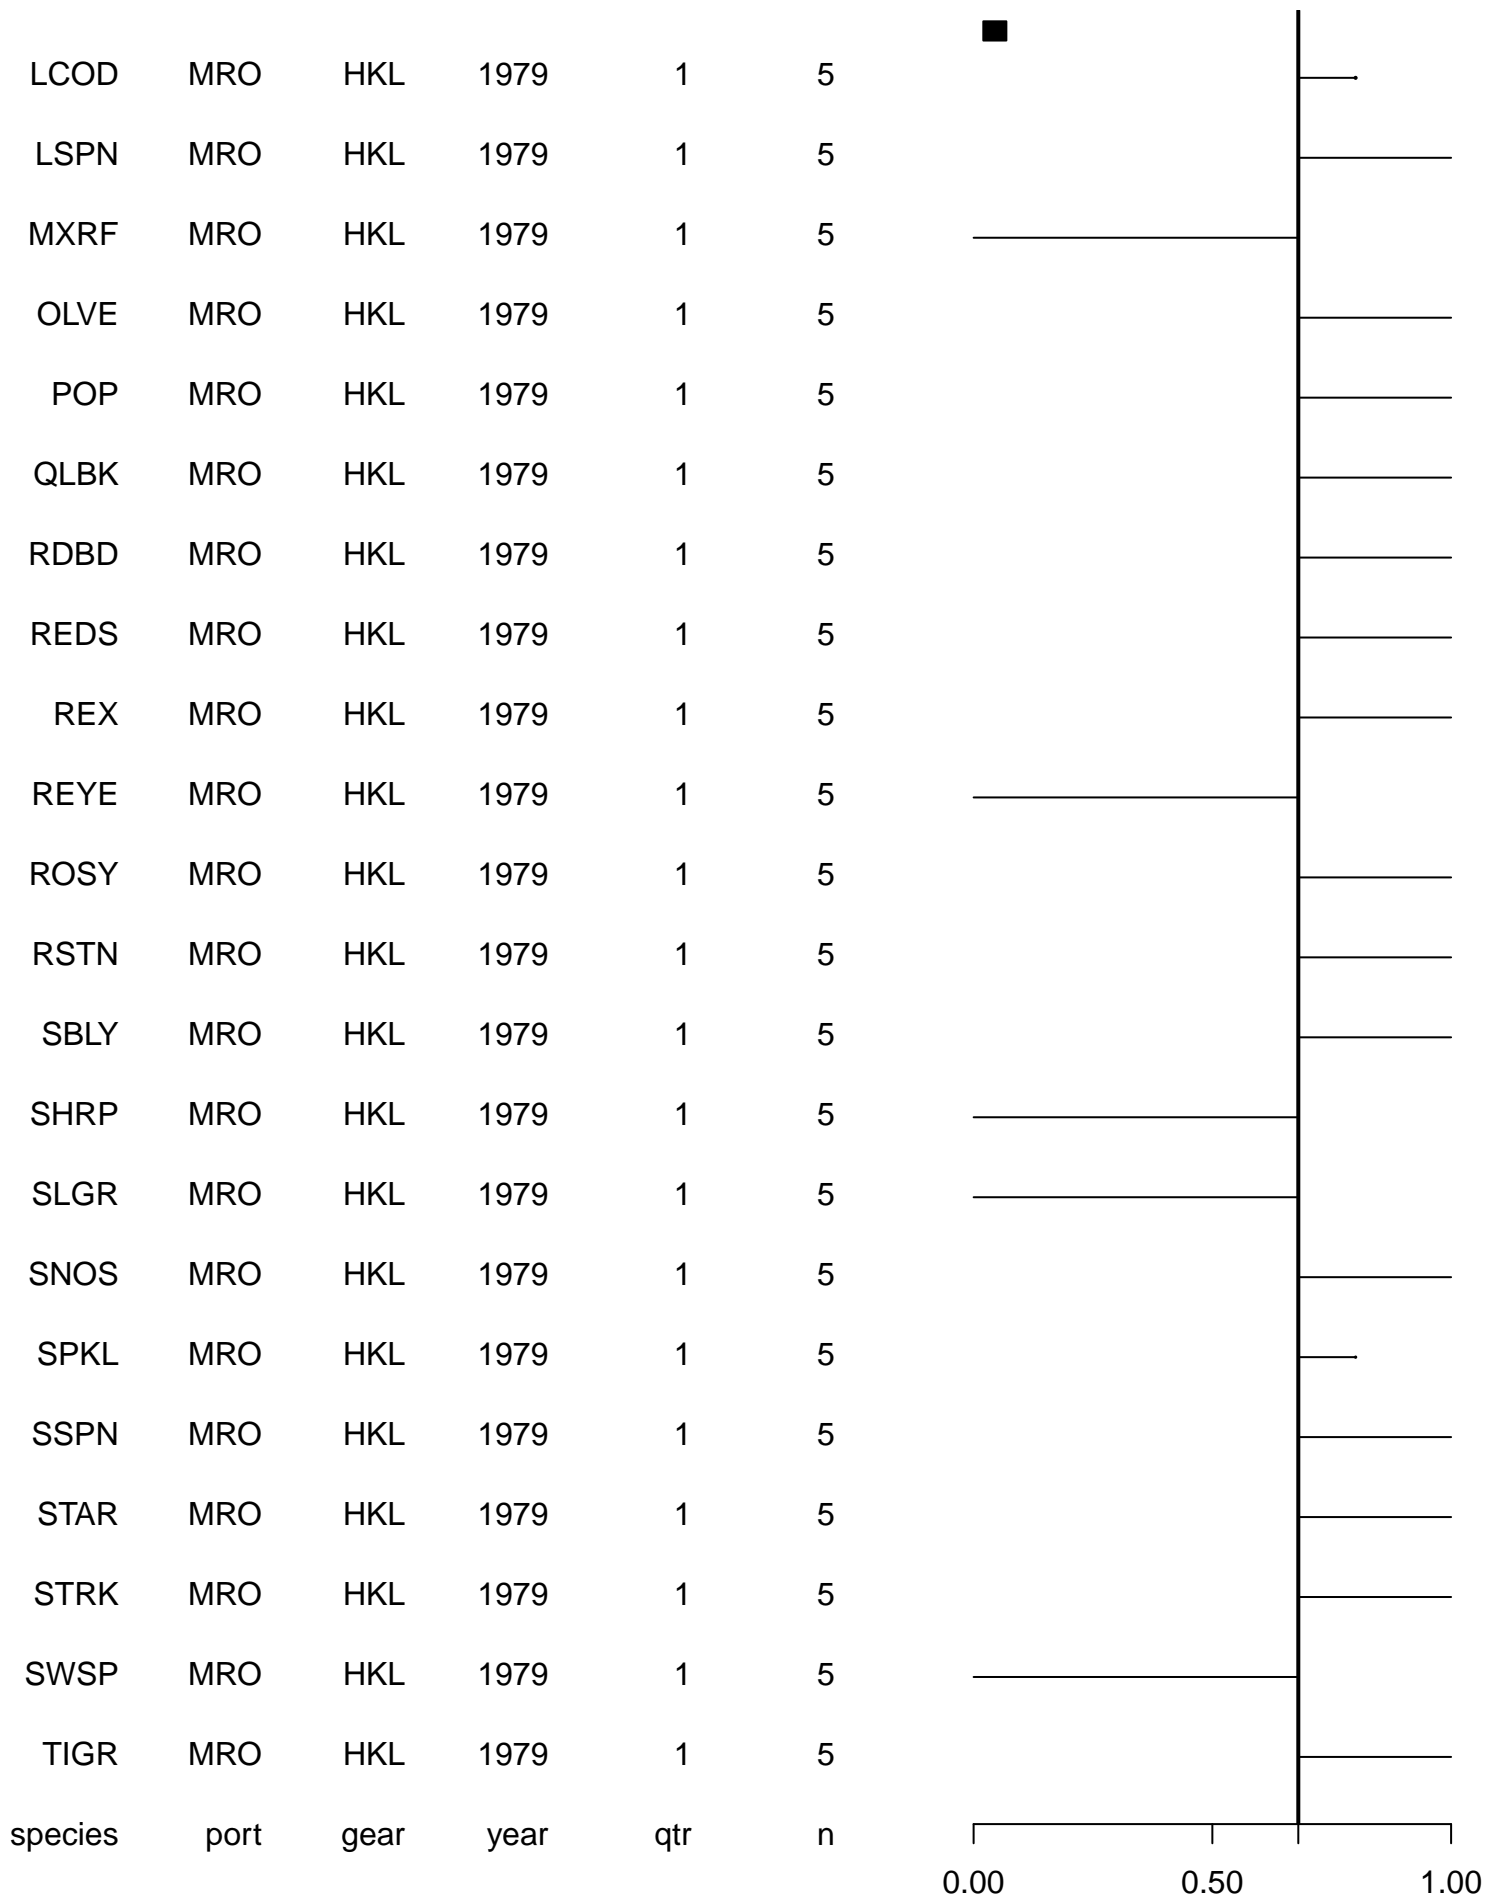 LCOD MRO HKL 1979 1 5
LSPN MRO HKL 1979 1 5
MXRF MRO HKL 1979 1 5
OLVE MRO HKL 1979 1 5
POP MRO HKL 1979 1 5
QLBK MRO HKL 1979 1 5
RDBD MRO HKL 1979 1 5
REDS MRO HKL 1979 1 5
REX MRO HKL 1979 1 5
REYE MRO HKL 1979 1 5
ROSY MRO HKL 1979 1 5
RSTN MRO HKL 1979 1 5
SBLY MRO HKL 1979 1 5
SHRP MRO HKL 1979 1 5
SLGR MRO HKL 1979 1 5
SNOS MRO HKL 1979 1 5
SPKL MRO HKL 1979 1 5
SSPN MRO HKL 1979 1 5
STAR MRO HKL 1979 1 5
STRK MRO HKL 1979 1 5
SWSP MRO HKL 1979 1 5
TIGR MRO HKL 1979 1 5
species port gear year qtr n
0.00 0.50 1.00